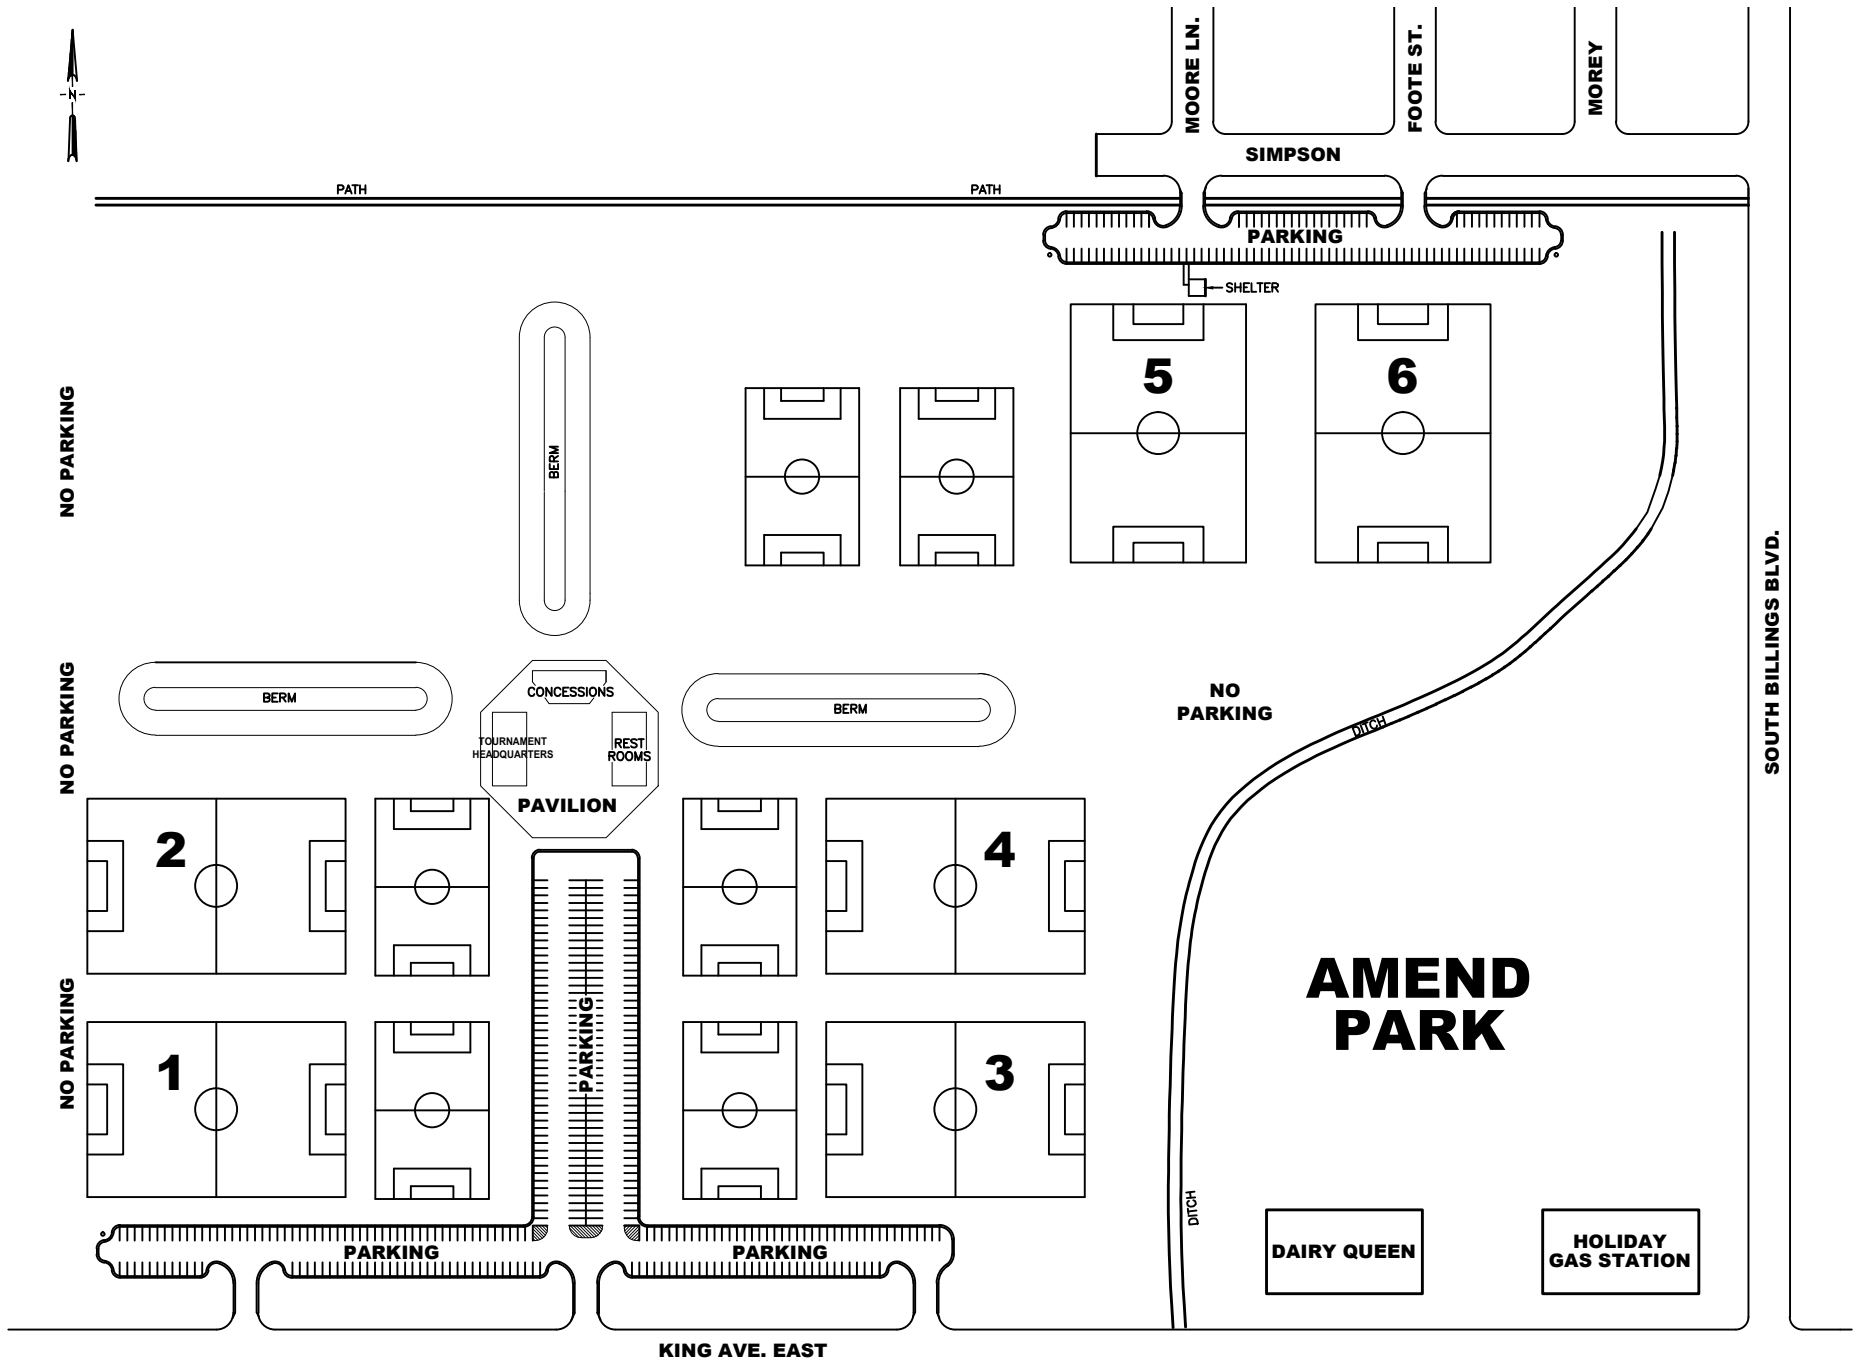 MOORE LN.
FOOTE ST.
MOREY
N
SIMPSON
PATH
PATH
PARKING
SHELTER
5
6
NO PARKING
BERM
SOUTH BILLINGS BLVD.
NO PARKING
BERM
CONCESSIONS
TOURNAMENT
HEADQUARTERS
REST
ROOMS
PAVILION
BERM
NO
PARKING
DITCH
2
4
NO PARKING
PARKING
AMEND
PARK
1
3
DITCH
PARKING
PARKING
DAIRY QUEEN
HOLIDAY
GAS STATION
KING AVE. EAST